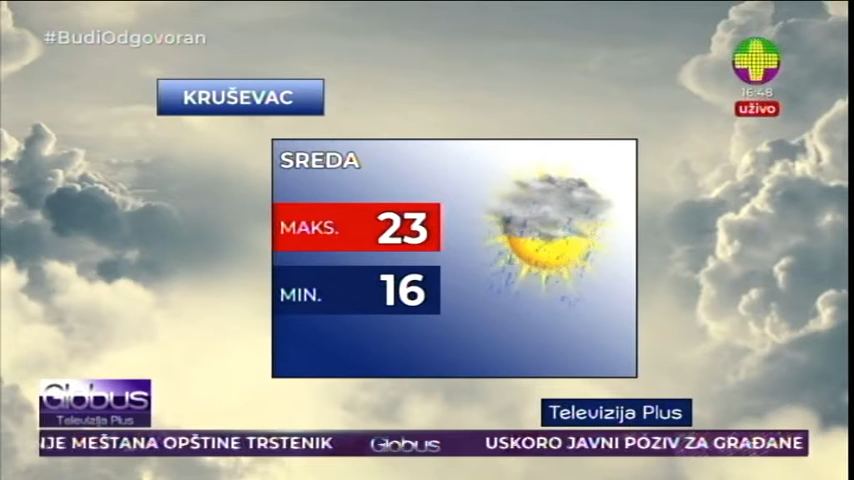 #BudiOdgovoran
16:48
uživo
KRUŠEVAC
SREDA
MAKS. 23
MIN. 16
Globus
Televizija Plus
Televizija Plus
NJE MEŠTANA OPŠTINE TRSTENIK Globus USKORO JAVNI POZIV ZA GRAĐANE